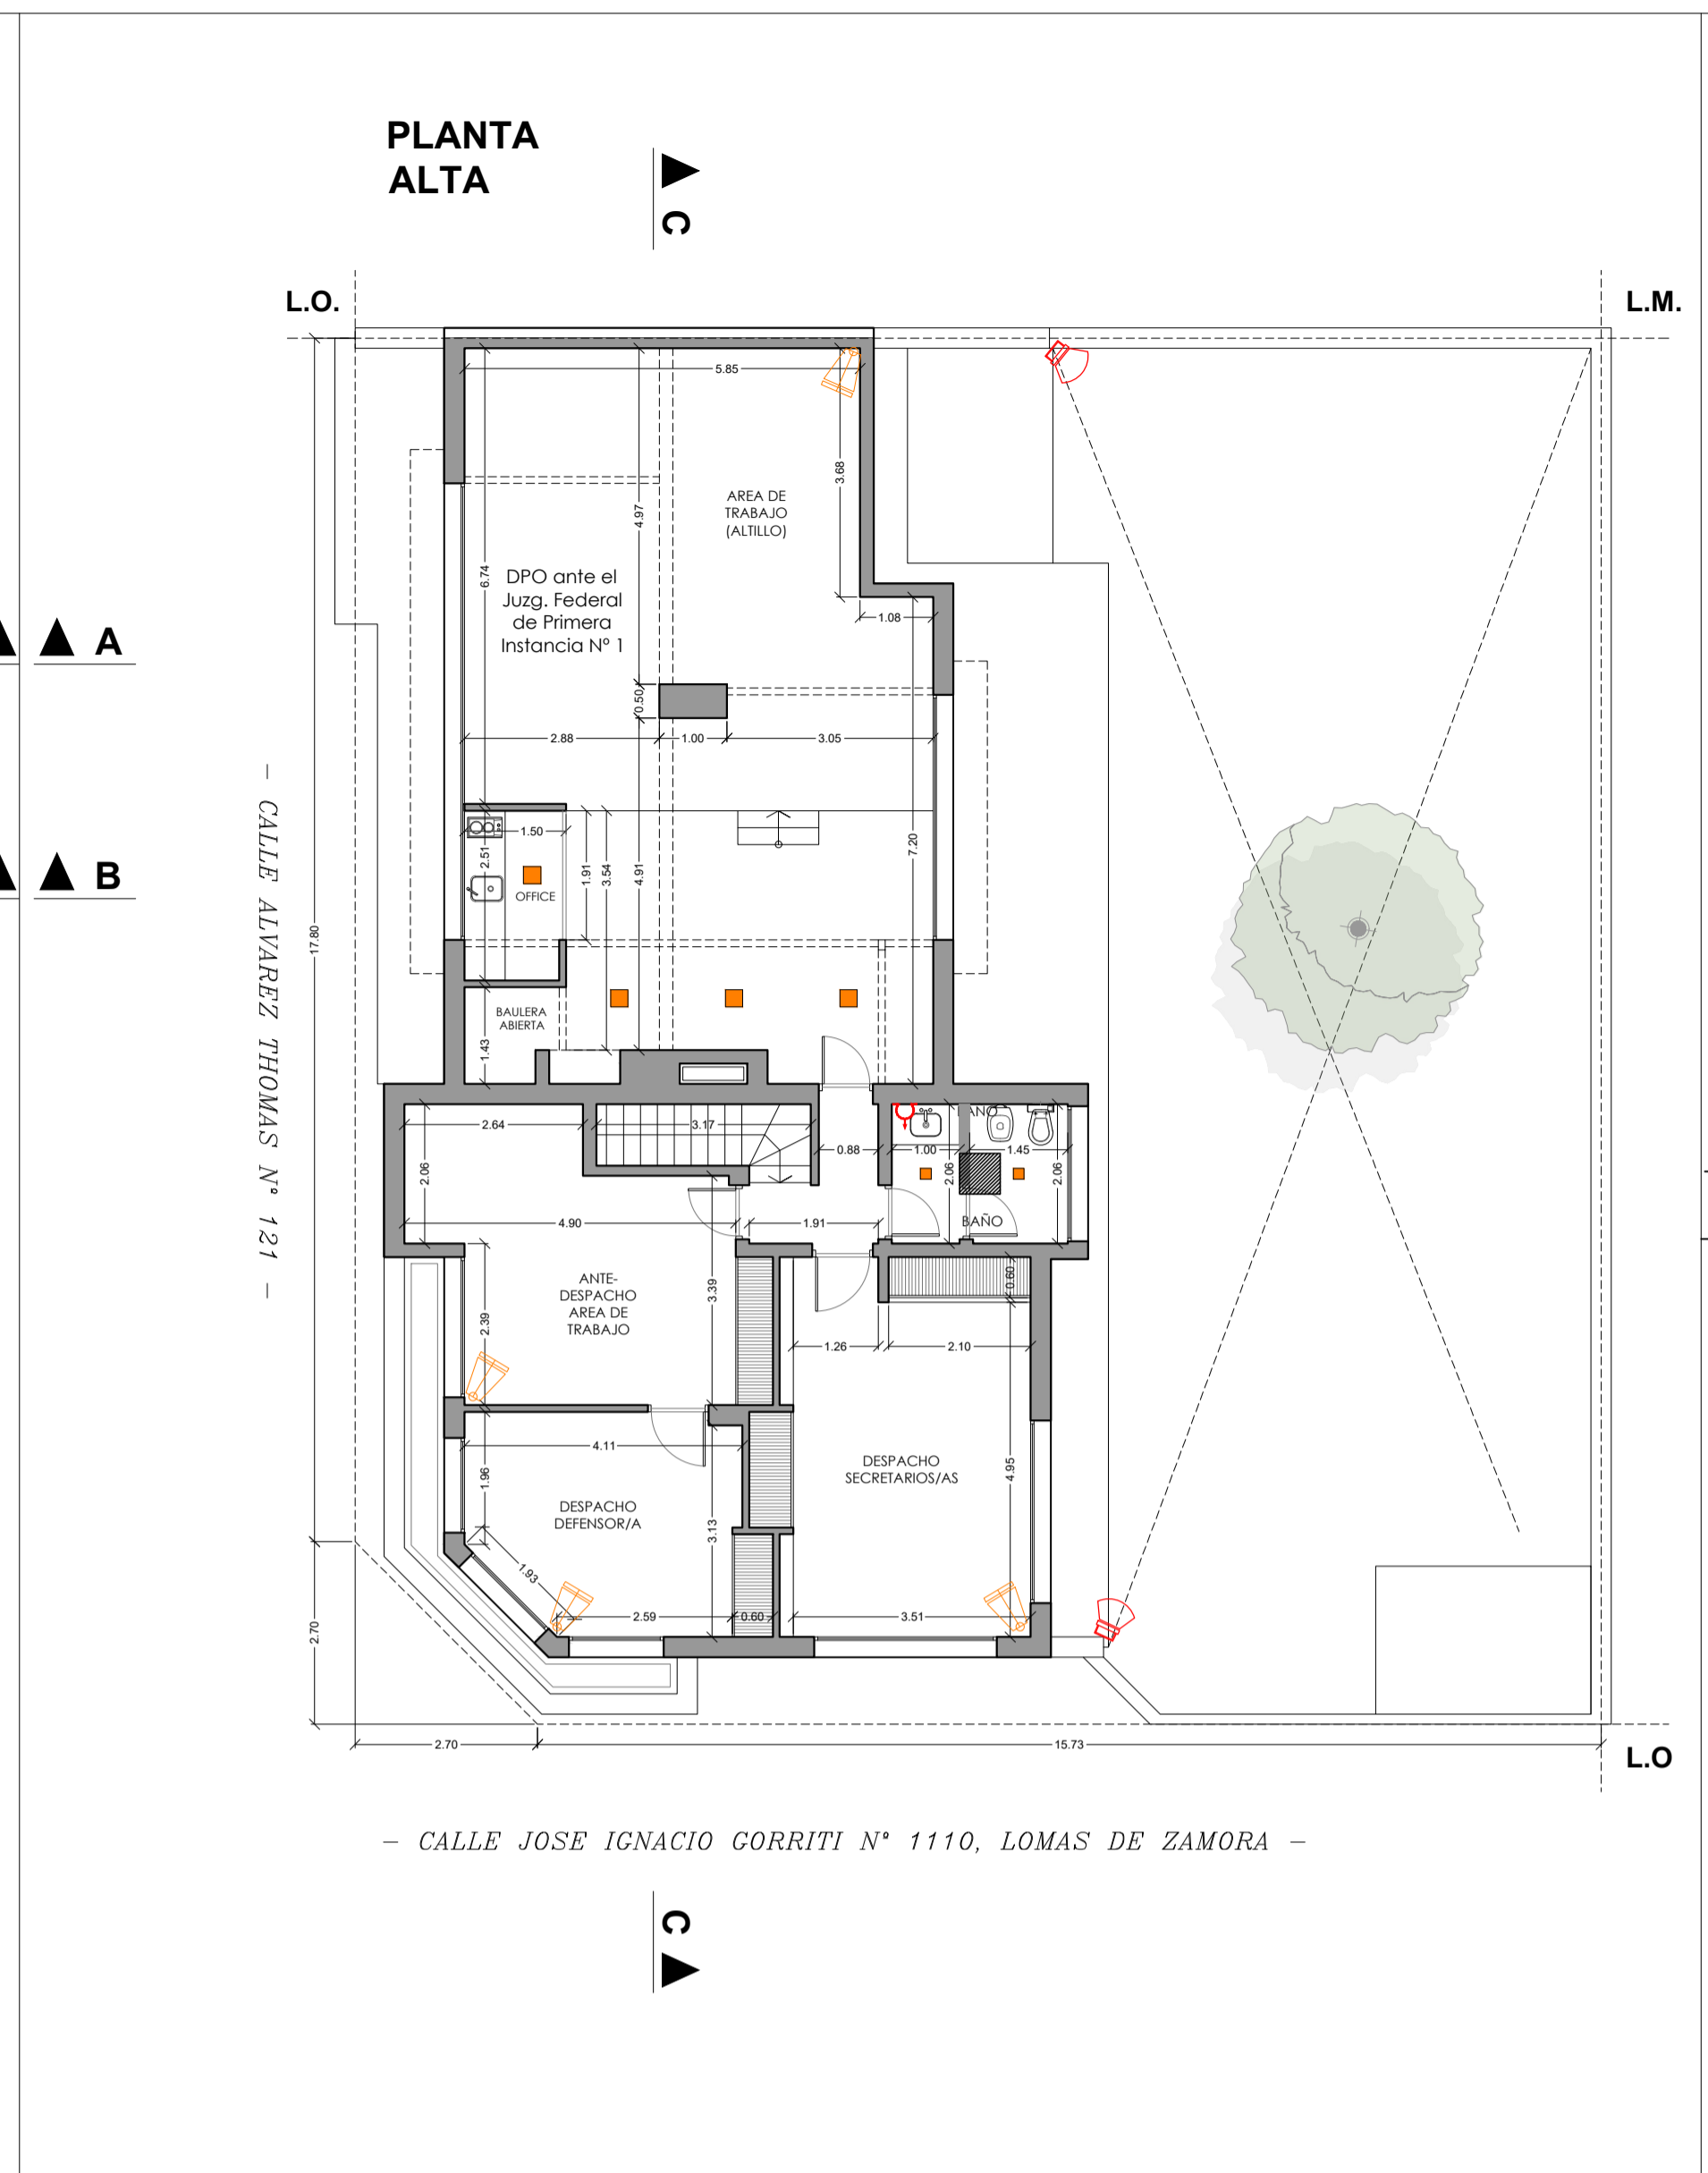 PLANTA
ALTA
C
L.O.
L.M.
5.85
3.68
4.97
AREA DE
TRABAJO
(ALTILLO)
6.74
DPO ante el
Juzg. Federal
de Primera
Instancia Nº 1
1.08
A
0.50
2.88
1.00
3.05
1.50
2.51
1.91
3.54
4.91
7.20
B
OFFICE
17.80
- CALLE ALVAREZ THOMAS Nº 121 -
BAULERA
ABIERTA
1.43
2.64
3.17
0.88
1.00
1.45
2.06
2.06
2.06
4.90
1.91
BAÑO
ANTE-
DESPACHO
AREA DE
TRABAJO
3.39
0.60
2.39
1.26
2.10
4.11
1.96
DESPACHO
SECRETARIOS/AS
4.95
DESPACHO
DEFENSOR/A
3.13
1.93
2.59
0.60
3.51
2.70
2.70
15.73
L.O
- CALLE JOSE IGNACIO GORRITI Nº 1110, LOMAS DE ZAMORA -
C